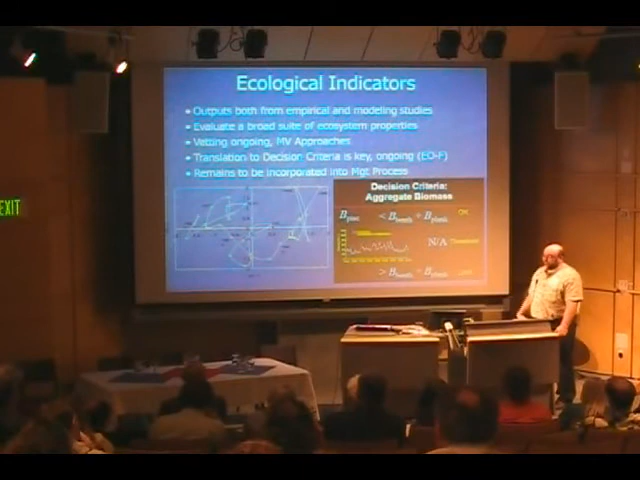 Ecological Indicators
• Outputs both from empirical and modeling studies
• Evaluate a broad suite of ecosystem properties
• Vetting ongoing, MV Approaches
• Translation to Decision Criteria is key, ongoing (EO-F)
• Remains to be incorporated into Mgt Process
Decision Criteria:
Aggregate Biomass
N/A
EXIT